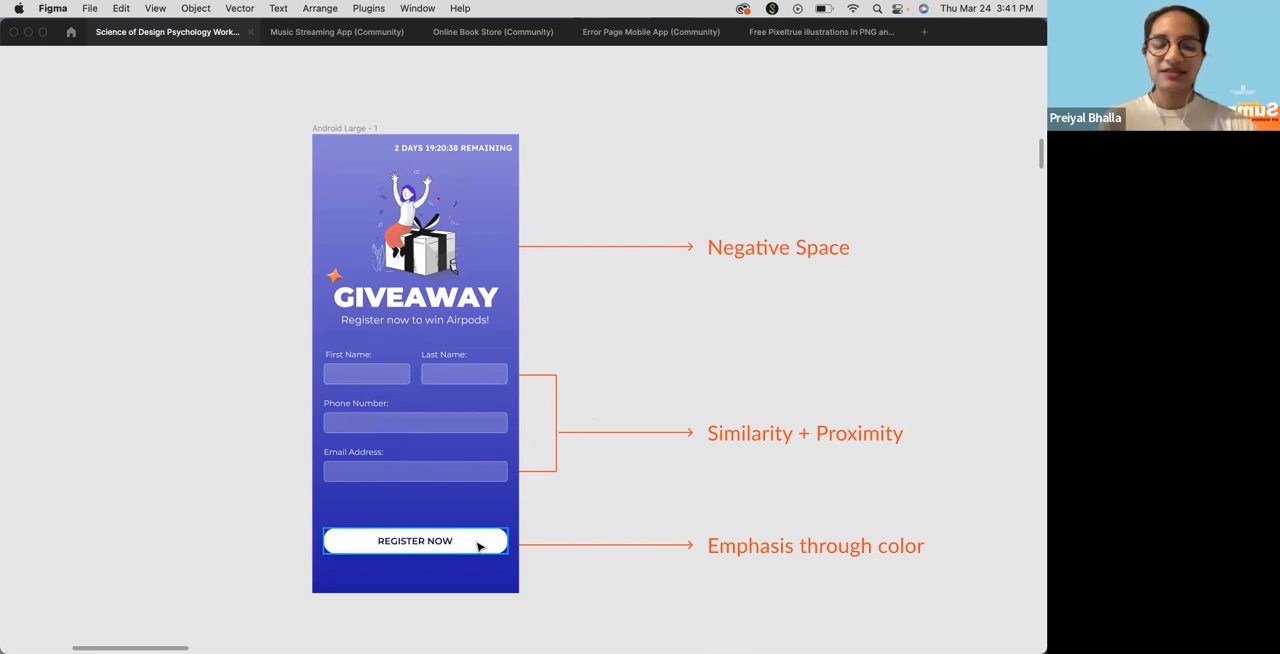 Figma File Edit View Object Vector Text Arrange Plugins Window Help Thu Mar 24 3:41 PM
Science of Design Psychology Work... Music Streaming App (Community) Online Book Store (Community) Error Page Mobile App (Community) Free Pixeltrue illustrations in PNG an...
Preiyal Bhalla
Android Large - 1
2 DAYS 19:20:38 REMAINING
Negative Space
GIVEAWAY
Register now to win Airpods!
First Name: Last Name:
Phone Number:
Similarity + Proximity
Email Address:
REGISTER NOW
Emphasis through color